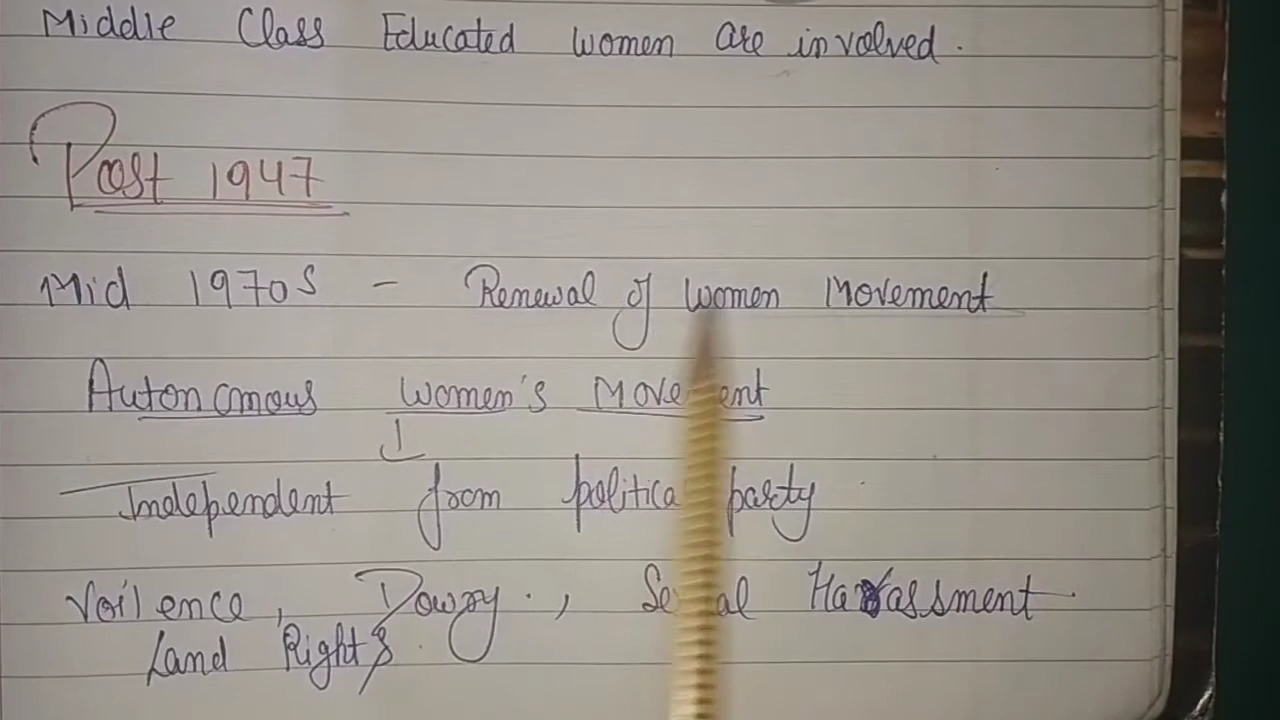 Middle Class Educated women are involved.
Post 1947
Mid 1970s - Renewal of women Movement
Autonomous women's Movement
Independent from political party
Voilence, Dowry., Sexual Harassment.
Land Rights.